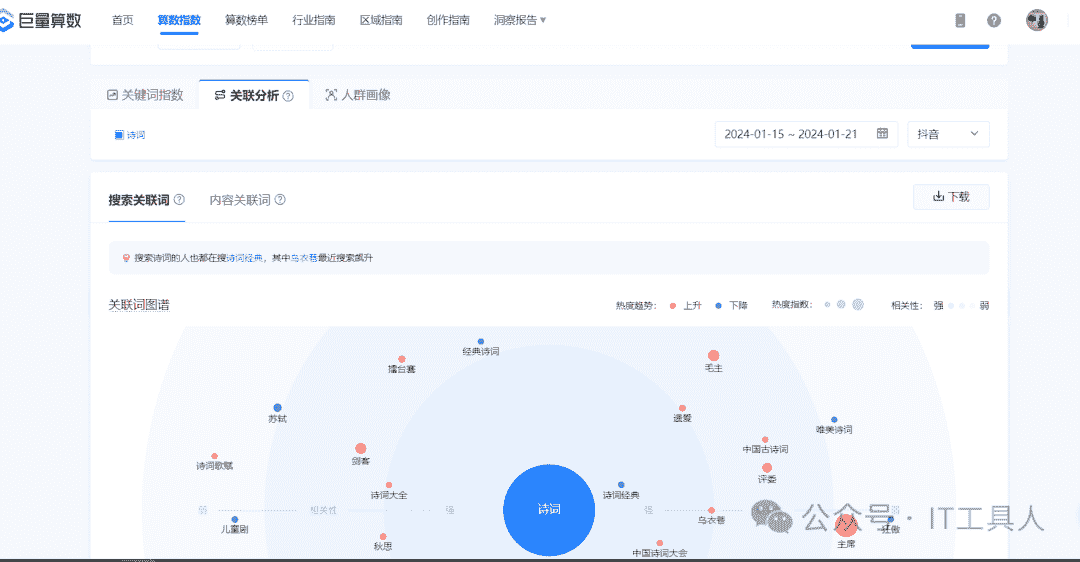 巨量算数 首页 算数指数 算数榜单 行业指南 区域指南 创作指南 洞察报告
关键词指数 关联分析 人群画像
诗词 2024-01-15 ~ 2024-01-21 抖音
搜索关联词 内容关联词 下载
搜索诗词的人也都在搜诗词经典，其中乌衣巷最近搜索飙升
关联词图谱 热度趋势： 上升 下降 热度指数： 相关性： 强 弱
经典诗词
擂台赛
毛主
苏轼
遗爱
唯美诗词
中国古诗词
剑客
诗词歌赋
评委
诗词大全
诗词经典
弱 相关性 强 诗词 强
乌衣巷
儿童剧
狂傲
主席
秋思
中国诗词大会
公众号 · IT工具人